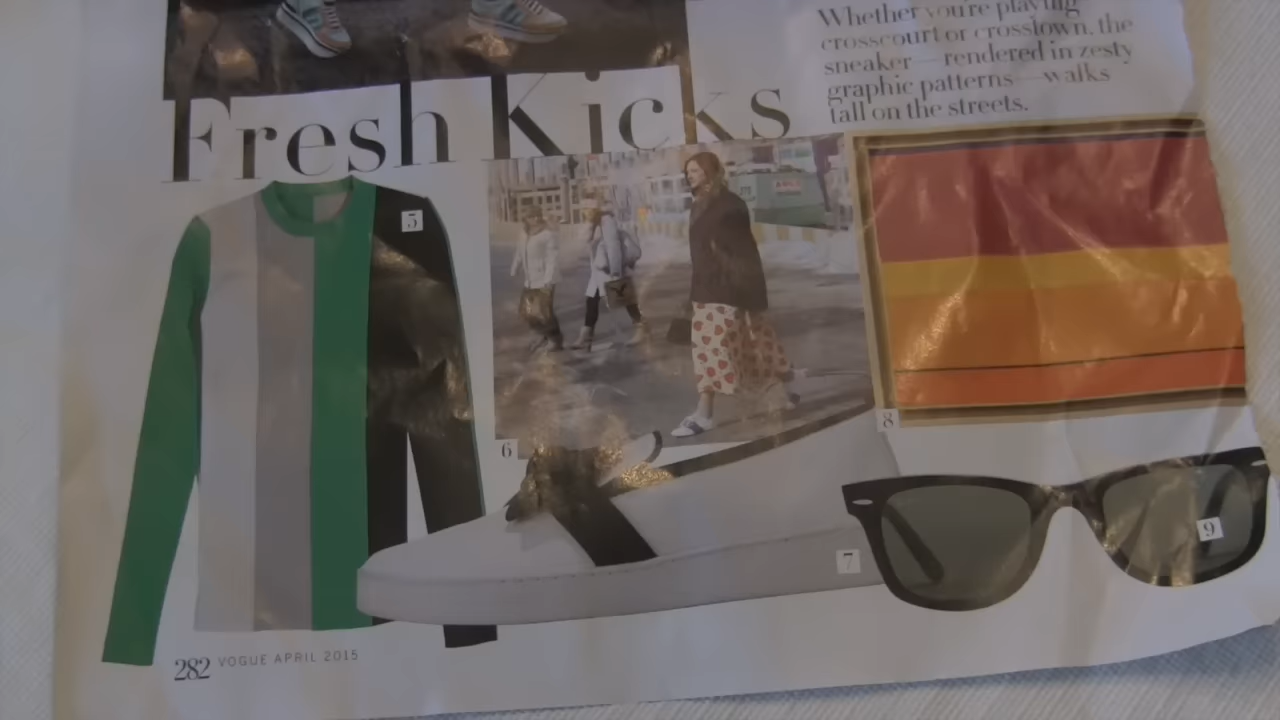 Whether you're playing
crosscourt or crosstown, the
sneaker—rendered in zesty
graphic patterns—walks
tall on the streets.
Fresh Kicks
5
6
7
8
9
282 VOGUE APRIL 2015